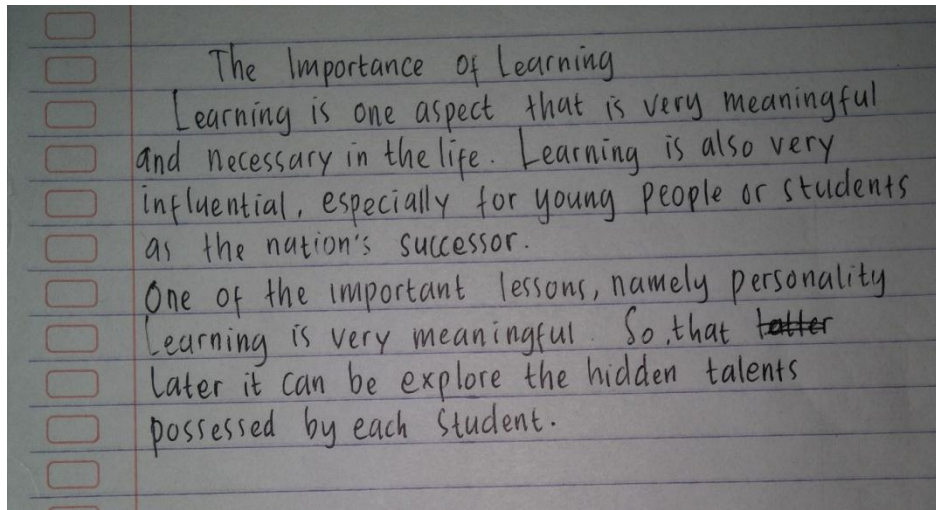 The Importance of Learning
Learning is one aspect that is very meaningful
and necessary in the life. Learning is also very
influential, especially for young people or students
as the nation's successor.
One of the important lessons, namely personality
Learning is very meaningful. So, that latter
Later it can be explore the hidden talents
possessed by each student.